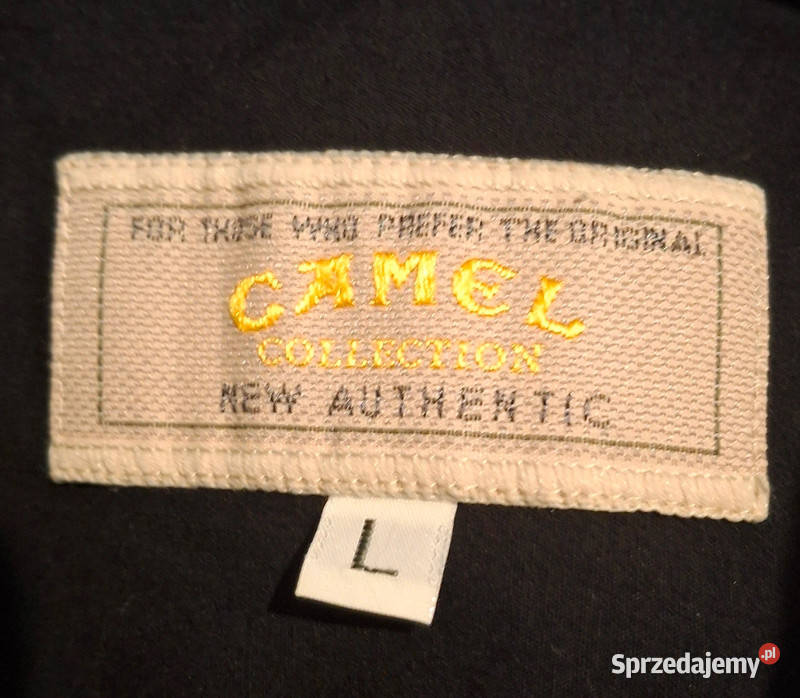 FOR THOSE WHO PREFER THE ORIGINAL
CAMEL
COLLECTION
NEW AUTHENTIC
L
Sprzedajemy.pl